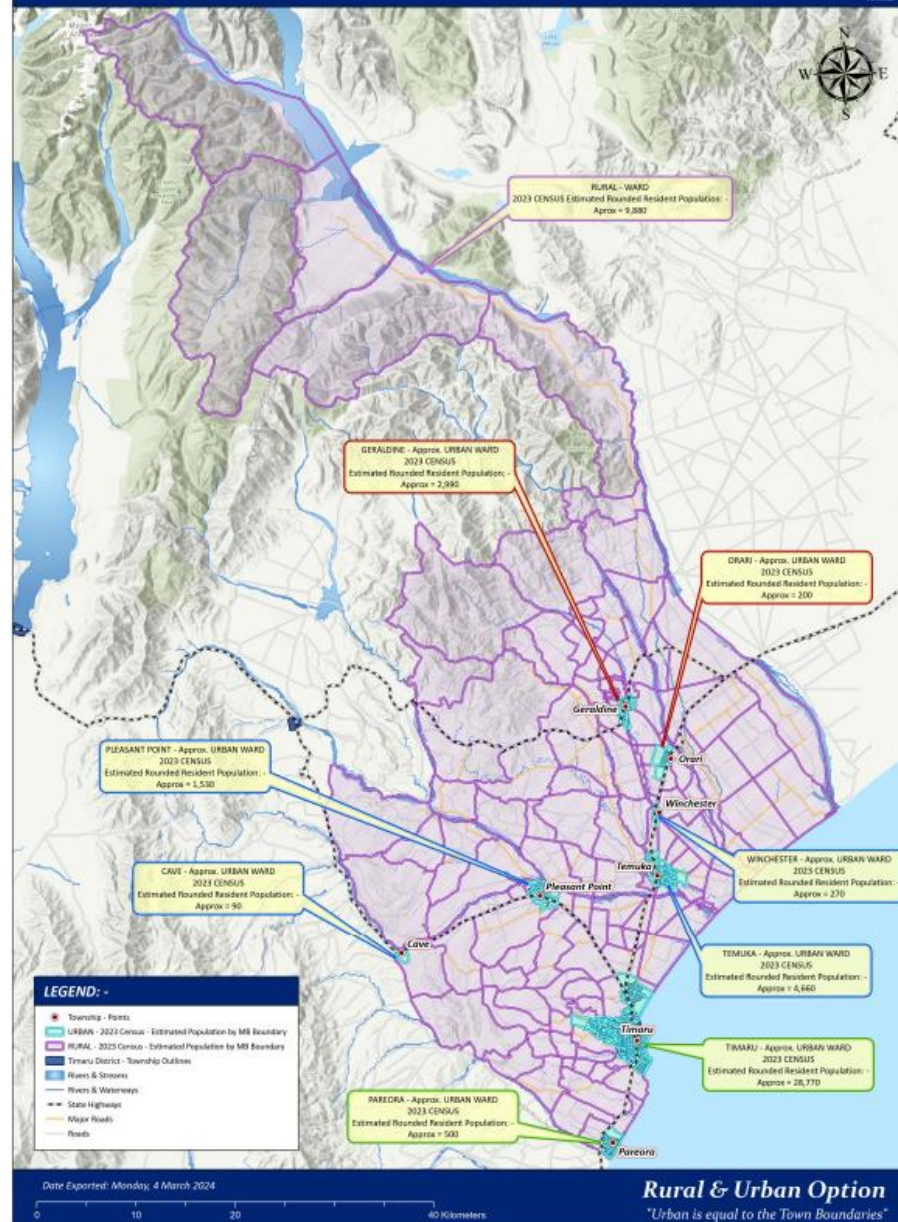 N
W E
S
RURAL - WARD
2023 CENSUS Estimated Rounded Resident Population: -
Aprox = 9,880
GERALDINE - Approx. URBAN WARD
2023 CENSUS
Estimated Rounded Resident Population: -
Approx = 2,990
ORARI - Approx. URBAN WARD
2023 CENSUS
Estimated Rounded Resident Population: -
Approx = 200
Geraldine
Orari
PLEASANT POINT - Approx. URBAN WARD
2023 CENSUS
Estimated Rounded Resident Population: -
Approx = 1,530
Winchester
WINCHESTER - Approx. URBAN WARD
2023 CENSUS
Estimated Rounded Resident Population: -
Approx = 270
Temuka
Pleasant Point
CAVE - Approx. URBAN WARD
2023 CENSUS
Estimated Rounded Resident Population: -
Approx = 90
Cave
TEMUKA - Approx. URBAN WARD
2023 CENSUS
Estimated Rounded Resident Population: -
Approx = 4,660
Timaru
TIMARU - Approx. URBAN WARD
2023 CENSUS
Estimated Rounded Resident Population: -
Approx = 28,770
PAREORA - Approx. URBAN WARD
2023 CENSUS
Estimated Rounded Resident Population: -
Approx = 500
Pareora
LEGEND: -
Township - Points
URBAN - 2023 Census - Estimated Population by MB Boundary
RURAL - 2023 Census - Estimated Population by MB Boundary
Timaru District - Township Outlines
Rivers & Streams
Rivers & Waterways
State Highways
Major Roads
Roads
Date Exported: Monday, 4 March 2024
0 10 20 40 Kilometers
Rural & Urban Option
"Urban is equal to the Town Boundaries"